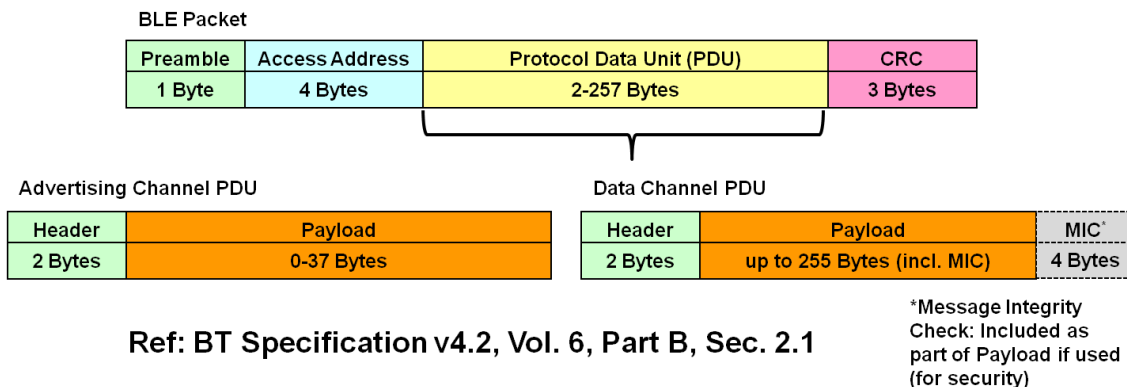 BLE Packet
Preamble
Access Address
Protocol Data Unit (PDU)
CRC
1 Byte
4 Bytes
2-257 Bytes
3 Bytes
Advertising Channel PDU
Header
Payload
2 Bytes
0-37 Bytes
Data Channel PDU
Header
Payload
MIC*
2 Bytes
up to 255 Bytes (incl. MIC)
4 Bytes
*Message Integrity
Check: Included as
part of Payload if used
(for security)
Ref: BT Specification v4.2, Vol. 6, Part B, Sec. 2.1